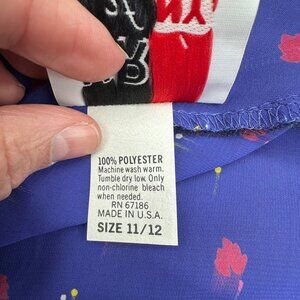 100% POLYESTER
Machine wash warm.
Tumble dry low. Only
non-chlorine bleach
when needed.
RN 67186
MADE IN U.S.A.
SIZE 11/12